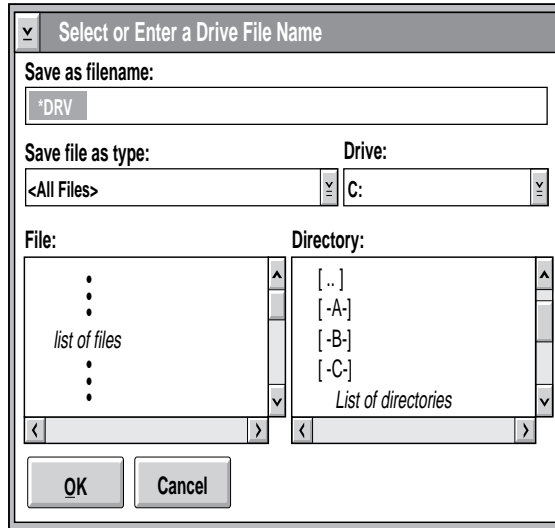 Select or Enter a Drive File Name
Save as filename:
*DRV
Save file as type:
Drive:
<All Files>
C:
File:
Directory:
list of files
[ .. ]
[ -A-]
[ -B-]
[ -C-]
List of directories
OK
Cancel